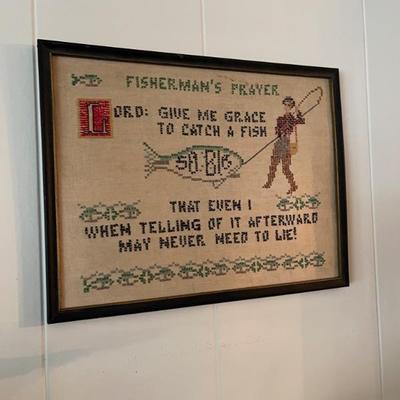 FISHERMAN'S PRAYER
LORD: GIVE ME GRACE
TO CATCH A FISH
SO BIG
THAT EVEN I
WHEN TELLING OF IT AFTERWARD
MAY NEVER NEED TO LIE!